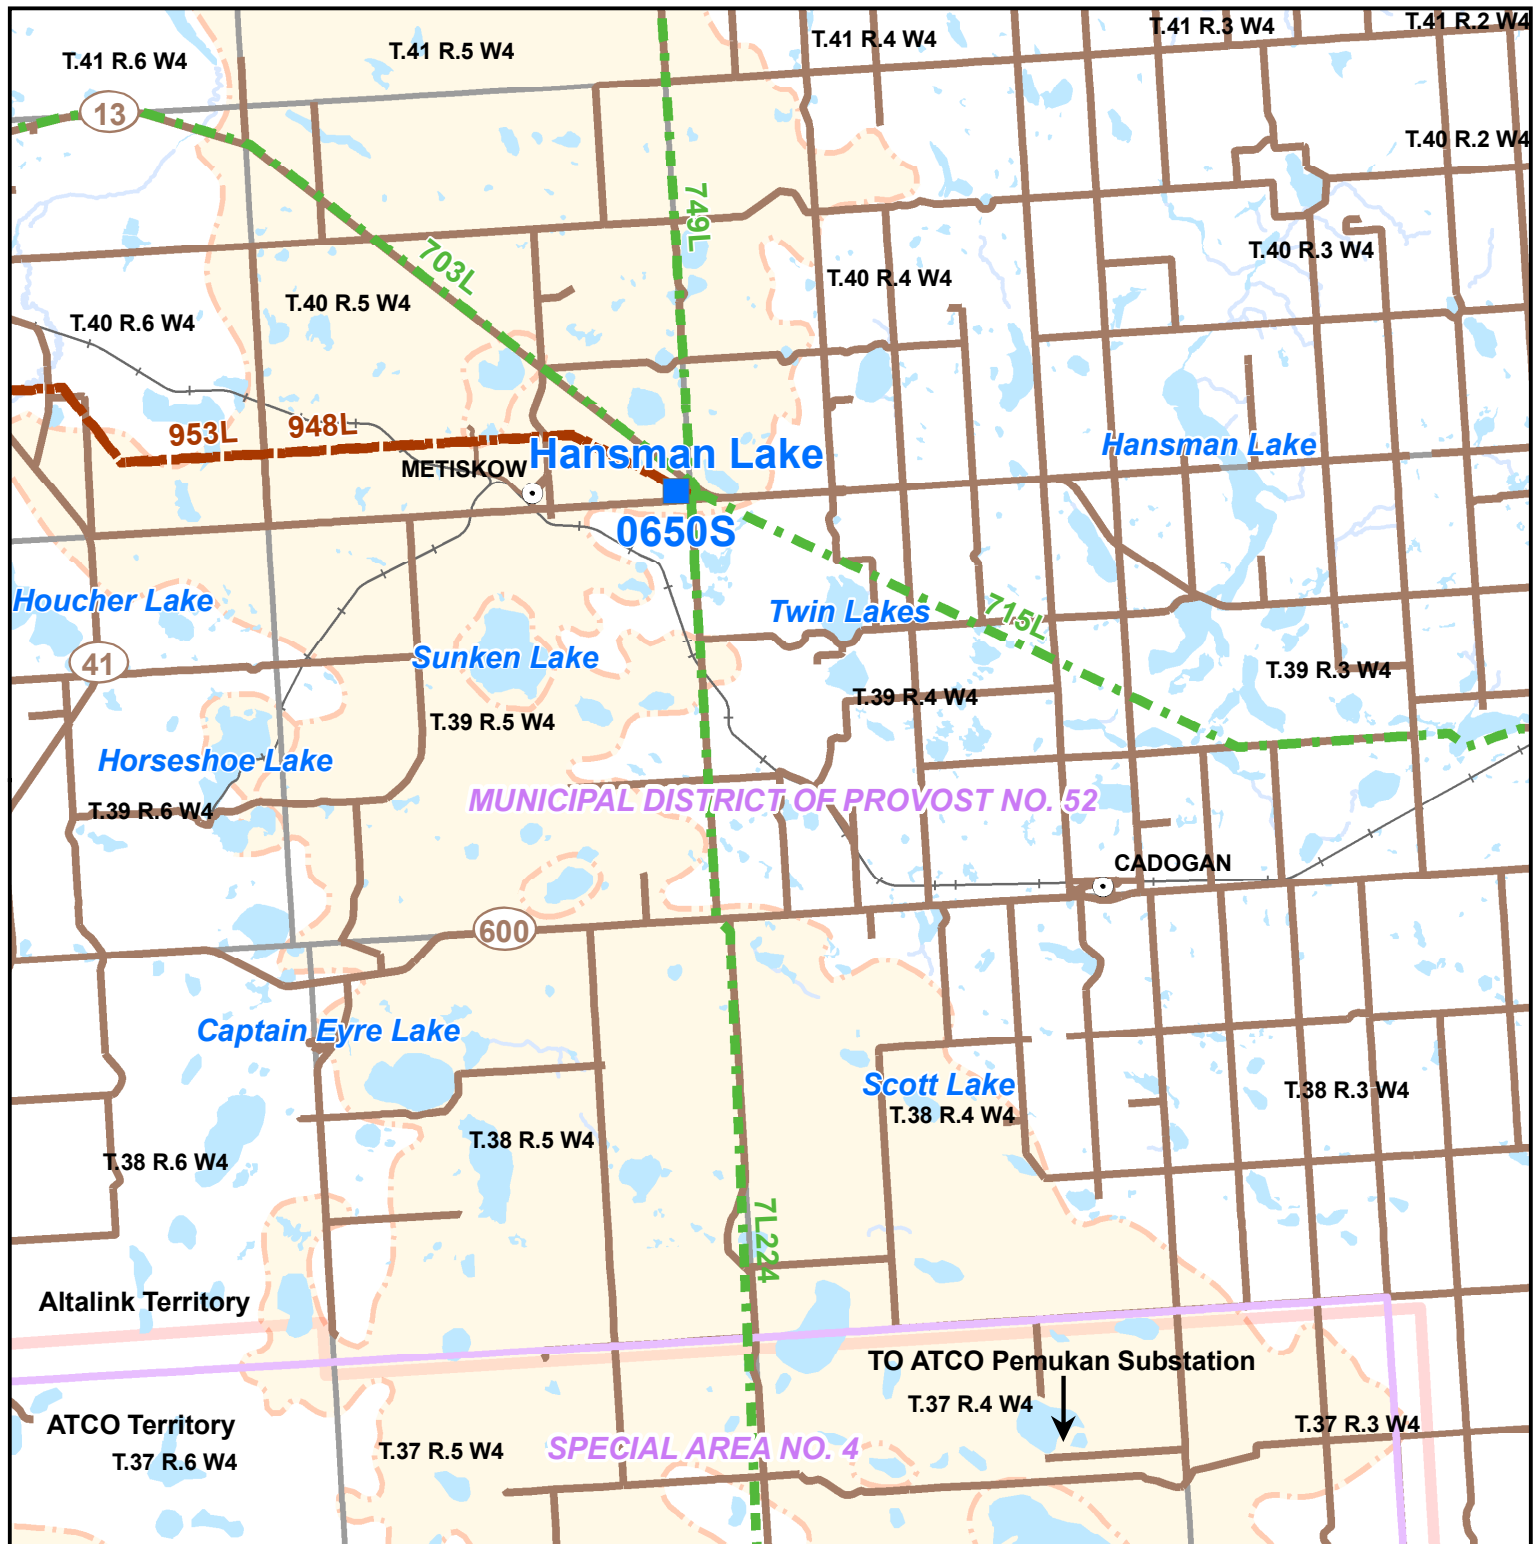 T.41 R.6 W4
T.41 R.5 W4
T.41 R.4 W4
T.41 R.3 W4
T.41 R.2 W4
13
T.40 R.2 W4
749L
703L
T.40 R.6 W4
T.40 R.5 W4
T.40 R.4 W4
T.40 R.3 W4
953L
948L
METISKOW
Hansman Lake
0650S
Hansman Lake
Houcher Lake
41
Sunken Lake
Twin Lakes
715L
T.39 R.3 W4
T.39 R.4 W4
T.39 R.5 W4
Horseshoe Lake
T.39 R.6 W4
MUNICIPAL DISTRICT OF PROVOST NO. 52
CADOGAN
600
Captain Eyre Lake
Scott Lake
T.38 R.4 W4
T.38 R.3 W4
T.38 R.5 W4
T.38 R.6 W4
7L224
Altalink Territory
TO ATCO Pemukan Substation
T.37 R.4 W4
T.37 R.3 W4
ATCO Territory
T.37 R.6 W4
T.37 R.5 W4
SPECIAL AREA NO. 4